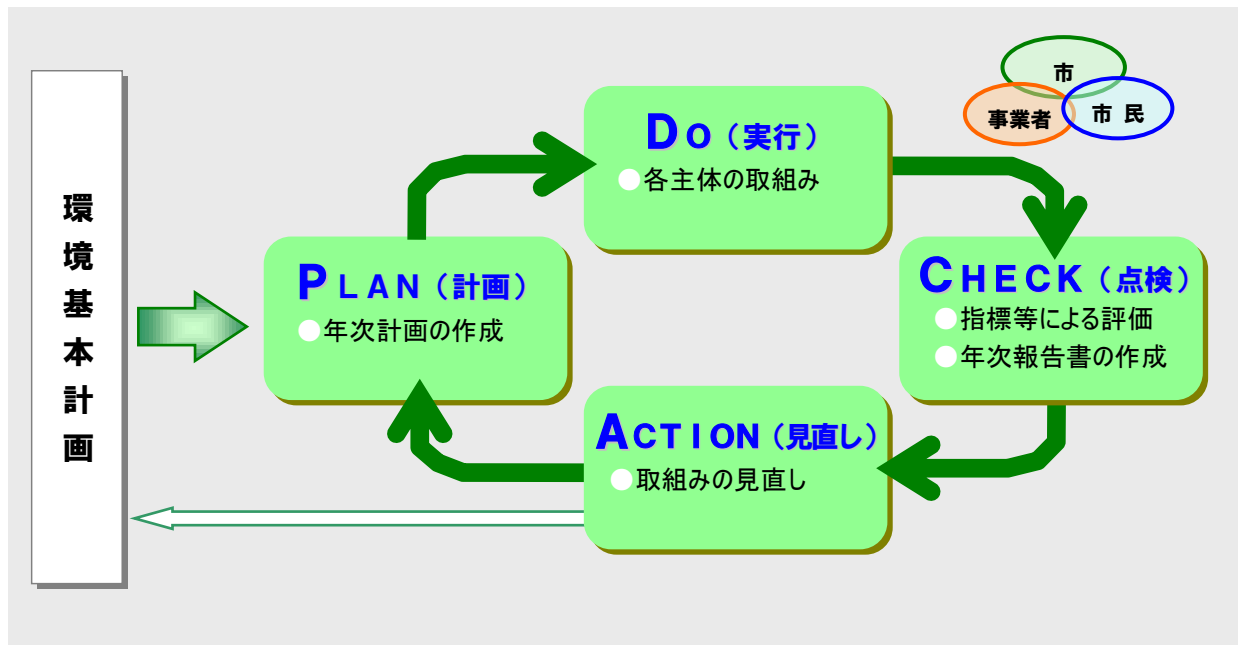 環境基本計画
PLAN（計画）
●年次計画の作成
Do（実行）
●各主体の取組み
市
事業者
市 民
CHECK（点検）
●指標等による評価
●年次報告書の作成
ACTION（見直し）
●取組みの見直し